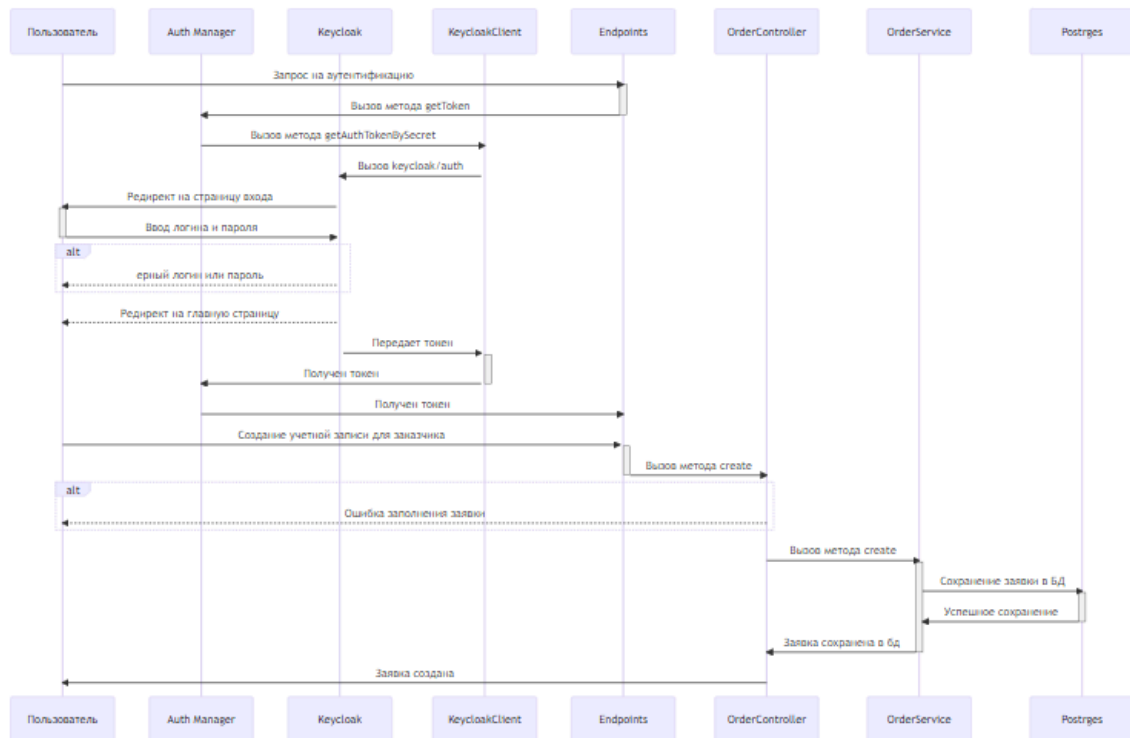 Пользователь
Auth Manager
Keycloak
KeycloakClient
Endpoints
OrderController
OrderService
Postrges
Запрос на аутентификацию
Вызов метода getToken
Вызов метода getAuthTokenBySecret
Вызов keycloak/auth
Редирект на страницу входа
Ввод логина и пароля
alt
ерный логин или пароль
Редирект на главную страницу
Передает токен
Получен токен
Получен токен
Создание учетной записи для заказчика
Вызов метода create
alt
Ошибка заполнения заявки
Вызов метода create
Сохранение заявки в БД
Успешное сохранение
Заявка сохранена в бд
Заявка создана
Пользователь
Auth Manager
Keycloak
KeycloakClient
Endpoints
OrderController
OrderService
Postrges